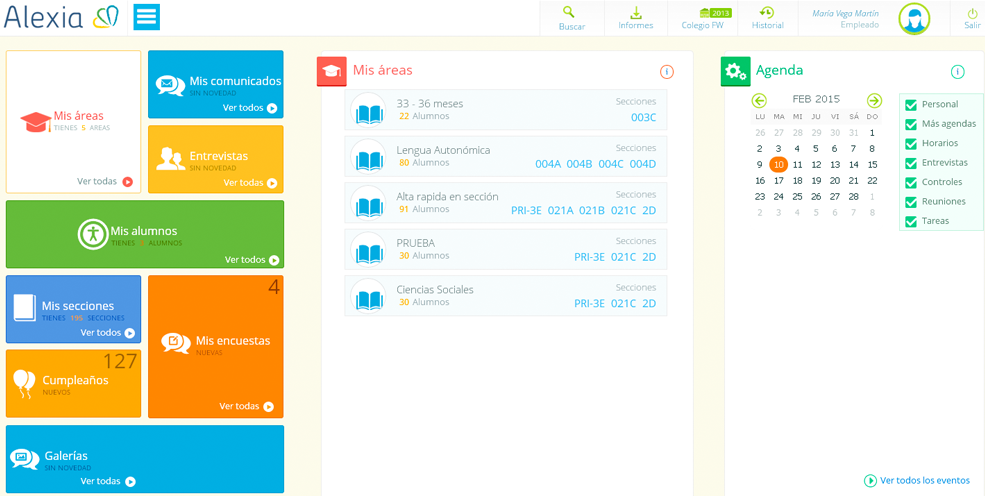 Alexia
Buscar
Informes
2013
Colegio FW
Historial
María Vega Martín
Empleado
Salir
Mis áreas
TIENES 5 AREAS
Ver todas
Mis comunicados
SIN NOVEDAD
Ver todos
Entrevistas
SIN NOVEDAD
Ver todas
Mis alumnos
TIENES ALUMNOS
Ver todos
Mis secciones
TIENES 195 SECCIONES
Ver todos
4
Mis encuestas
NUEVAS
Ver todas
127
Cumpleaños
NUEVOS
Galerías
SIN NOVEDAD
Ver todas
Mis áreas
33 - 36 meses
22 Alumnos
Secciones
003C
Lengua Autonómica
80 Alumnos
Secciones
004A 004B 004C 004D
Alta rapida en sección
91 Alumnos
Secciones
PRI-3E 021A 021B 021C 2D
PRUEBA
30 Alumnos
Secciones
PRI-3E 021C 2D
Ciencias Sociales
30 Alumnos
Secciones
PRI-3E 021C 2D
Agenda
FEB 2015
LU MA MI JU VI SÁ DO
26 27 28 29 30 31 1
2 3 4 5 6 7 8
9 10 11 12 13 14 15
16 17 18 19 20 21 22
23 24 25 26 27 28 1
2 3 4 5 6 7 8
Personal
Más agendas
Horarios
Entrevistas
Controles
Reuniones
Tareas
Ver todos los eventos